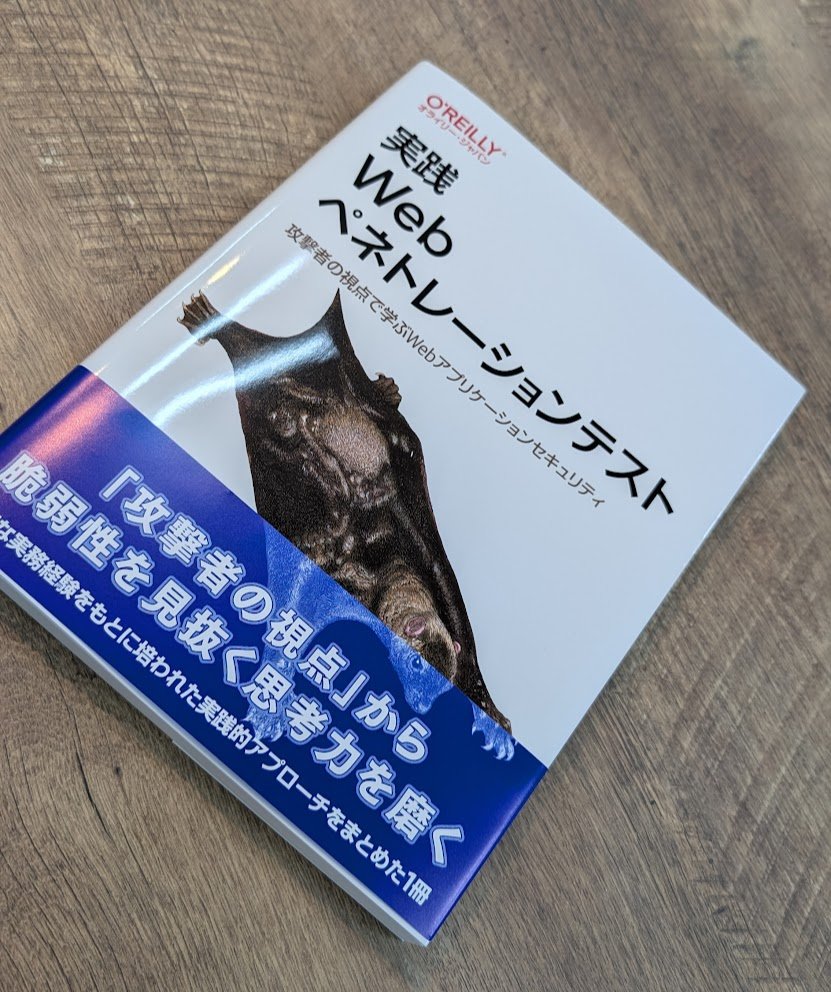 O'REILLY®
オライリー・ジャパン
実践
Web
ペネトレーションテスト
攻撃者の視点で学ぶWebアプリケーションセキュリティ
「攻撃者の視点」から
脆弱性を見抜く思考力を磨く
な実務経験をもとに培われた実践的アプローチをまとめた1冊